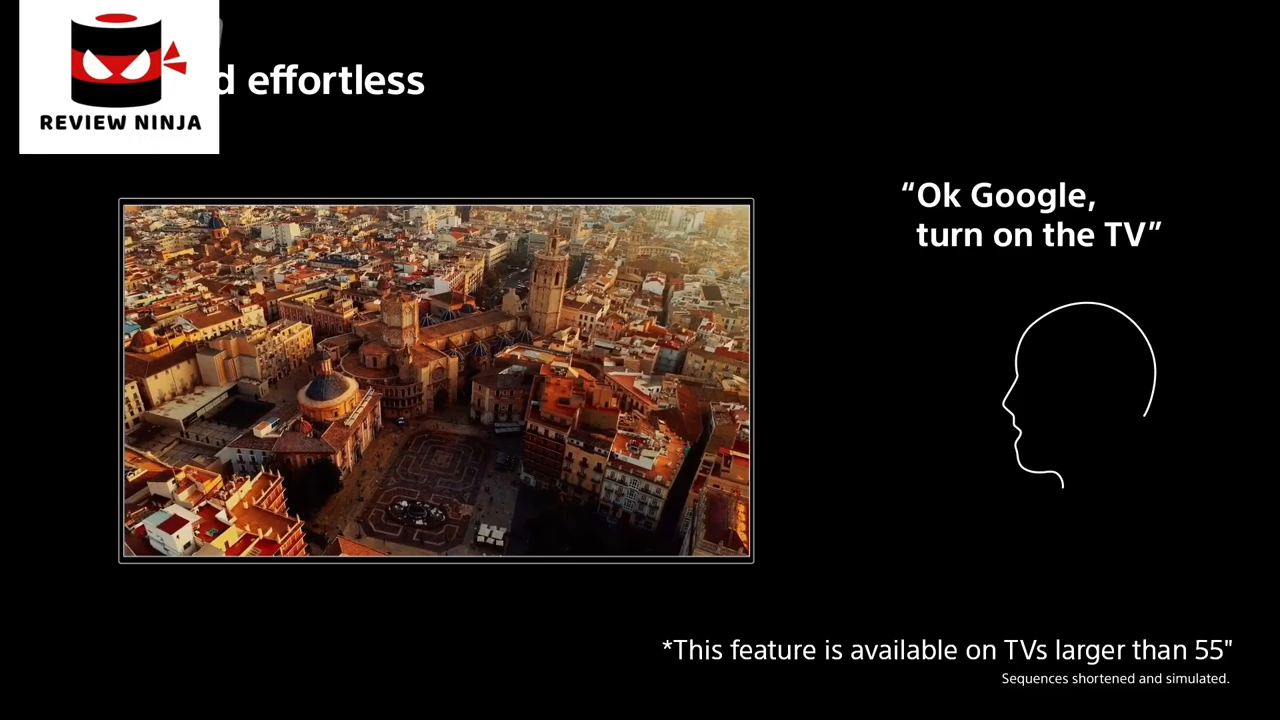 REVIEW NINJA
effortless
“Ok Google,
turn on the TV”
*This feature is available on TVs larger than 55"
Sequences shortened and simulated.